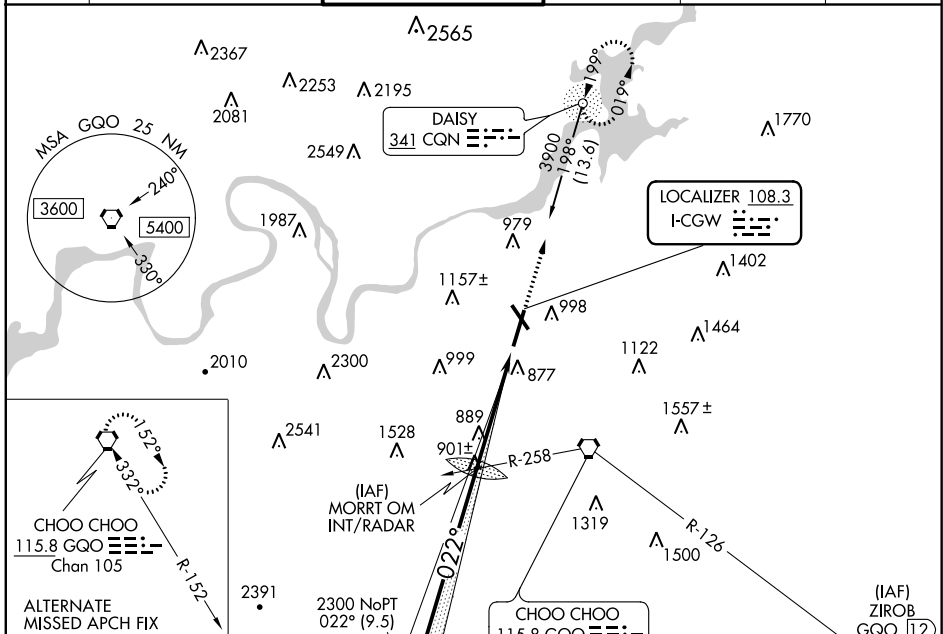 2565
2367
2253
2195
2081
2549
MSA GQO 25 NM
240°
3600
5400
330°
DAISY
341 CQN
199°
019°
3900
198°
(13.6)
1770
LOCALIZER 108.3
I-CGW
1987
979
1402
1157±
998
1464
2010
2300
999
877
1122
1557±
889
2541
1528
901±
R-258
(IAF)
MORRT OM
INT/RADAR
1319
1500
R-126
022°
152°
332°
CHOO CHOO
115.8 GQO
Chan 105
R-152
ALTERNATE
MISSED APCH FIX
2391
2300 NoPT
022° (9.5)
CHOO CHOO
115.8 GQO
(IAF)
ZIROB
GQO 12